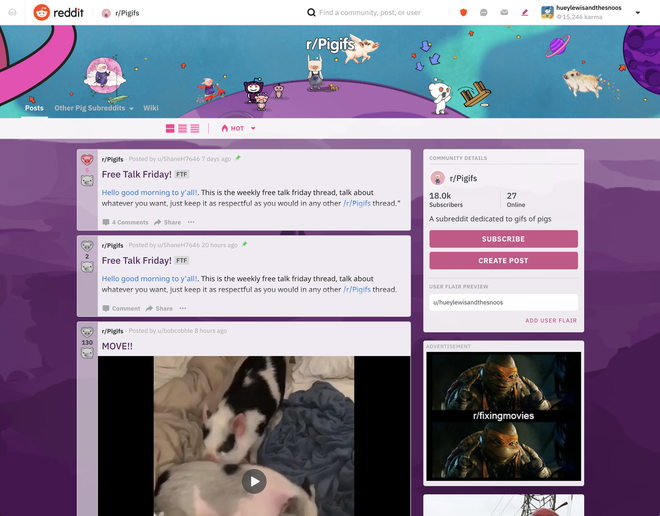 reddit
r/Pigifs
Find a community, post, or user
hueylewisandthesnoos
15,246 karma
r/Pigifs
Posts
Other Pig Subreddits
Wiki
HOT
r/Pigifs · Posted by u/ShaneH7646 7 days ago
5
Free Talk Friday! FTF
Hello good morning to y'all!. This is the weekly free talk friday thread, talk about
whatever you want, just keep it as respectful as you would in any other /r/Pigifs thread."
4 Comments Share ···
r/Pigifs · Posted by u/ShaneH7646 20 hours ago
2
Free Talk Friday! FTF
Hello good morning to y'all!. This is the weekly free talk friday thread, talk about
whatever you want, just keep it as respectful as you would in any other /r/Pigifs thread.
Comment Share ···
r/Pigifs · Posted by u/bobcobble 8 hours ago
130
MOVE!!
COMMUNITY DETAILS
r/Pigifs
18.0k 27
Subscribers Online
A subreddit dedicated to gifs of pigs
SUBSCRIBE
CREATE POST
USER FLAIR PREVIEW
u/hueylewisandthesnoos
ADD USER FLAIR
ADVERTISEMENT
r/fixingmovies